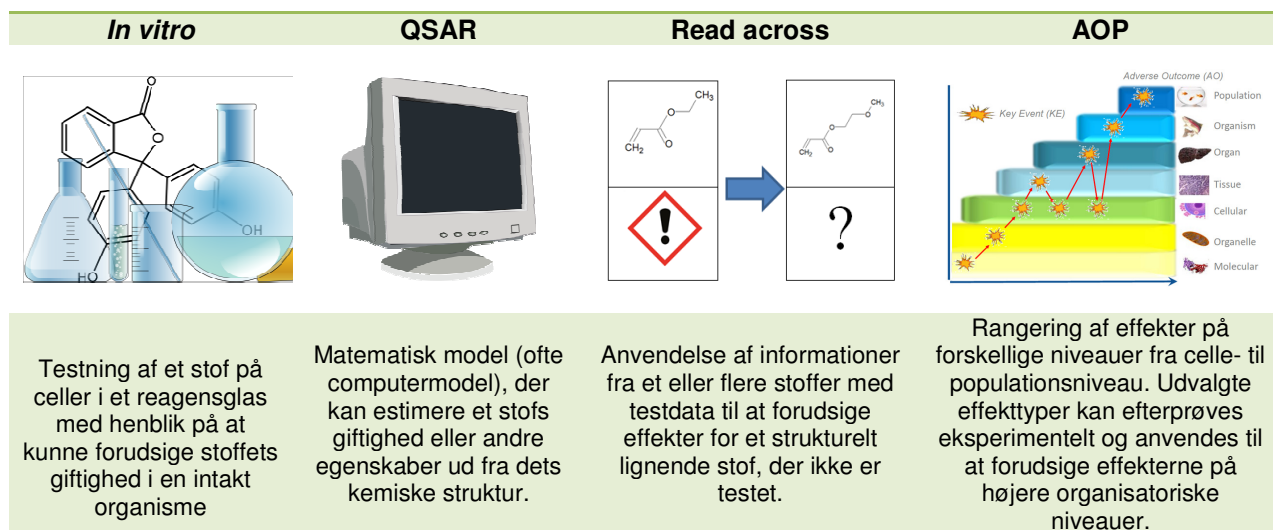 In vitro
QSAR
Read across
AOP
O
O
OH
HO
CH₃
O
O
CH₂
CH₃
O
O
O
CH₂
?
Adverse Outcome (AO)
Key Event (KE)
Population
Organism
Organ
Tissue
Cellular
Organelle
Molecular
Testning af et stof på
celler i et reagensglas
med henblik på at
kunne forudsige stoffets
giftighed i en intakt
organisme
Matematisk model (ofte
computermodel), der
kan estimere et stofs
giftighed eller andre
egenskaber ud fra dets
kemiske struktur.
Anvendelse af informationer
fra et eller flere stoffer med
testdata til at forudsige
effekter for et strukturelt
lignende stof, der ikke er
testet.
Rangering af effekter på
forskellige niveauer fra celle- til
populationsniveau. Udvalgte
effekttyper kan efterprøves
eksperimentelt og anvendes til
at forudsige effekterne på
højere organisatoriske
niveauer.